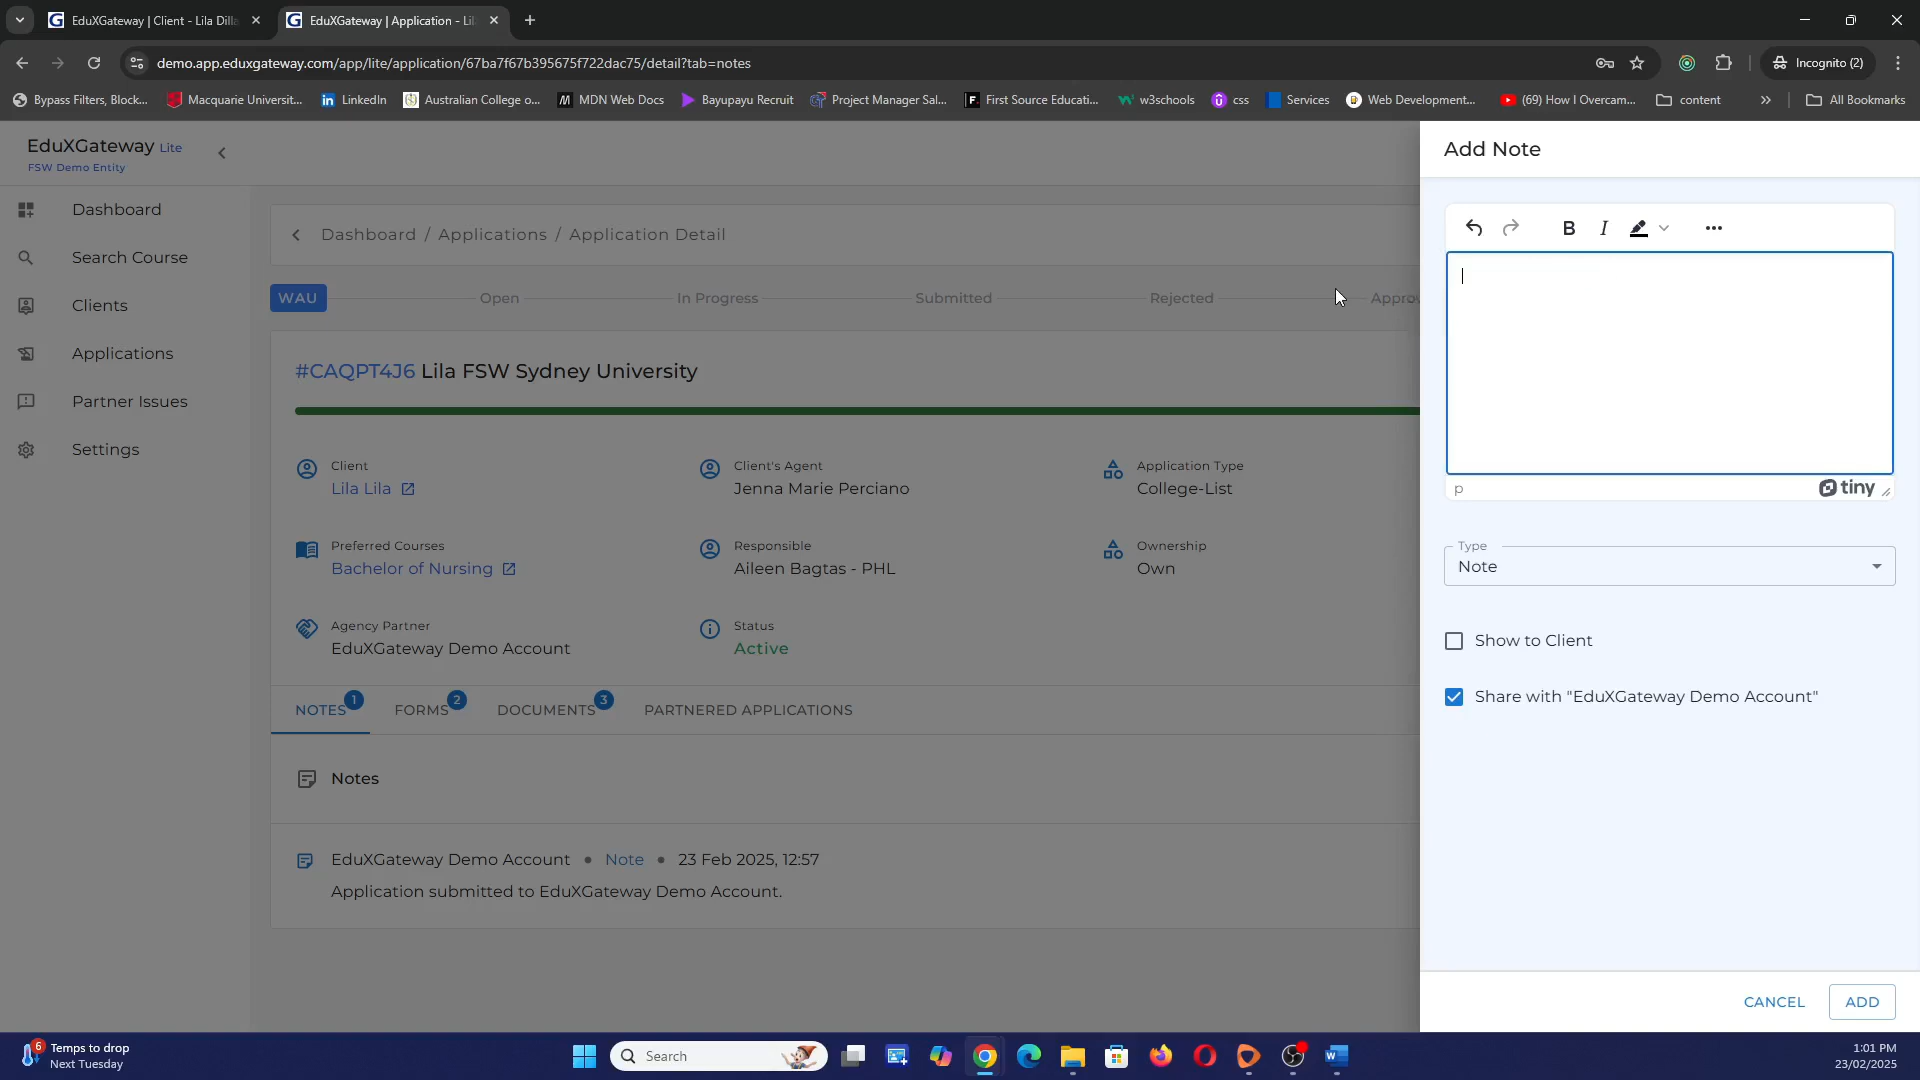 EduXGateway | Client - Lila Dilla
EduXGateway | Application - Lil
demo.app.eduxgateway.com/app/lite/application/67ba7f67b395675f722dac75/detail?tab=notes
Incognito (2)
Bypass Filters, Block...
Macquarie Universit...
LinkedIn
Australian College o...
MDN Web Docs
Bayupayu Recruit
Project Manager Sal...
First Source Educati...
w3schools
css
Services
Web Development...
(69) How I Overcam...
content
All Bookmarks
EduXGateway Lite
FSW Demo Entity
Dashboard
Search Course
Clients
Applications
Partner Issues
Settings
Dashboard / Applications / Application Detail
WAU
Open
In Progress
Submitted
Rejected
Approv
#CAQPT4J6 Lila FSW Sydney University
Client
Lila Lila
Client's Agent
Jenna Marie Perciano
Application Type
College-List
Preferred Courses
Bachelor of Nursing
Responsible
Aileen Bagtas - PHL
Ownership
Own
Agency Partner
EduXGateway Demo Account
Status
Active
NOTES 1
FORMS 2
DOCUMENTS 3
PARTNERED APPLICATIONS
Notes
EduXGateway Demo Account • Note • 23 Feb 2025, 12:57
Application submitted to EduXGateway Demo Account.
Add Note
B I
p
tiny
Type
Note
Show to Client
Share with "EduXGateway Demo Account"
CANCEL
ADD
6
Temps to drop
Next Tuesday
Search
1:01 PM
23/02/2025